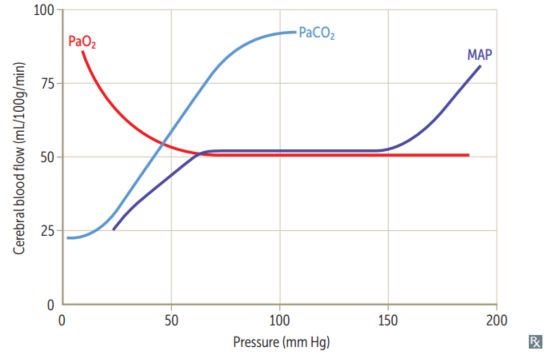 100
PaO₂
PaCO₂
MAP
75
50
25
0
0 50 100 150 200
Cerebral blood flow (mL/100g/min)
Pressure (mm Hg)
Rx